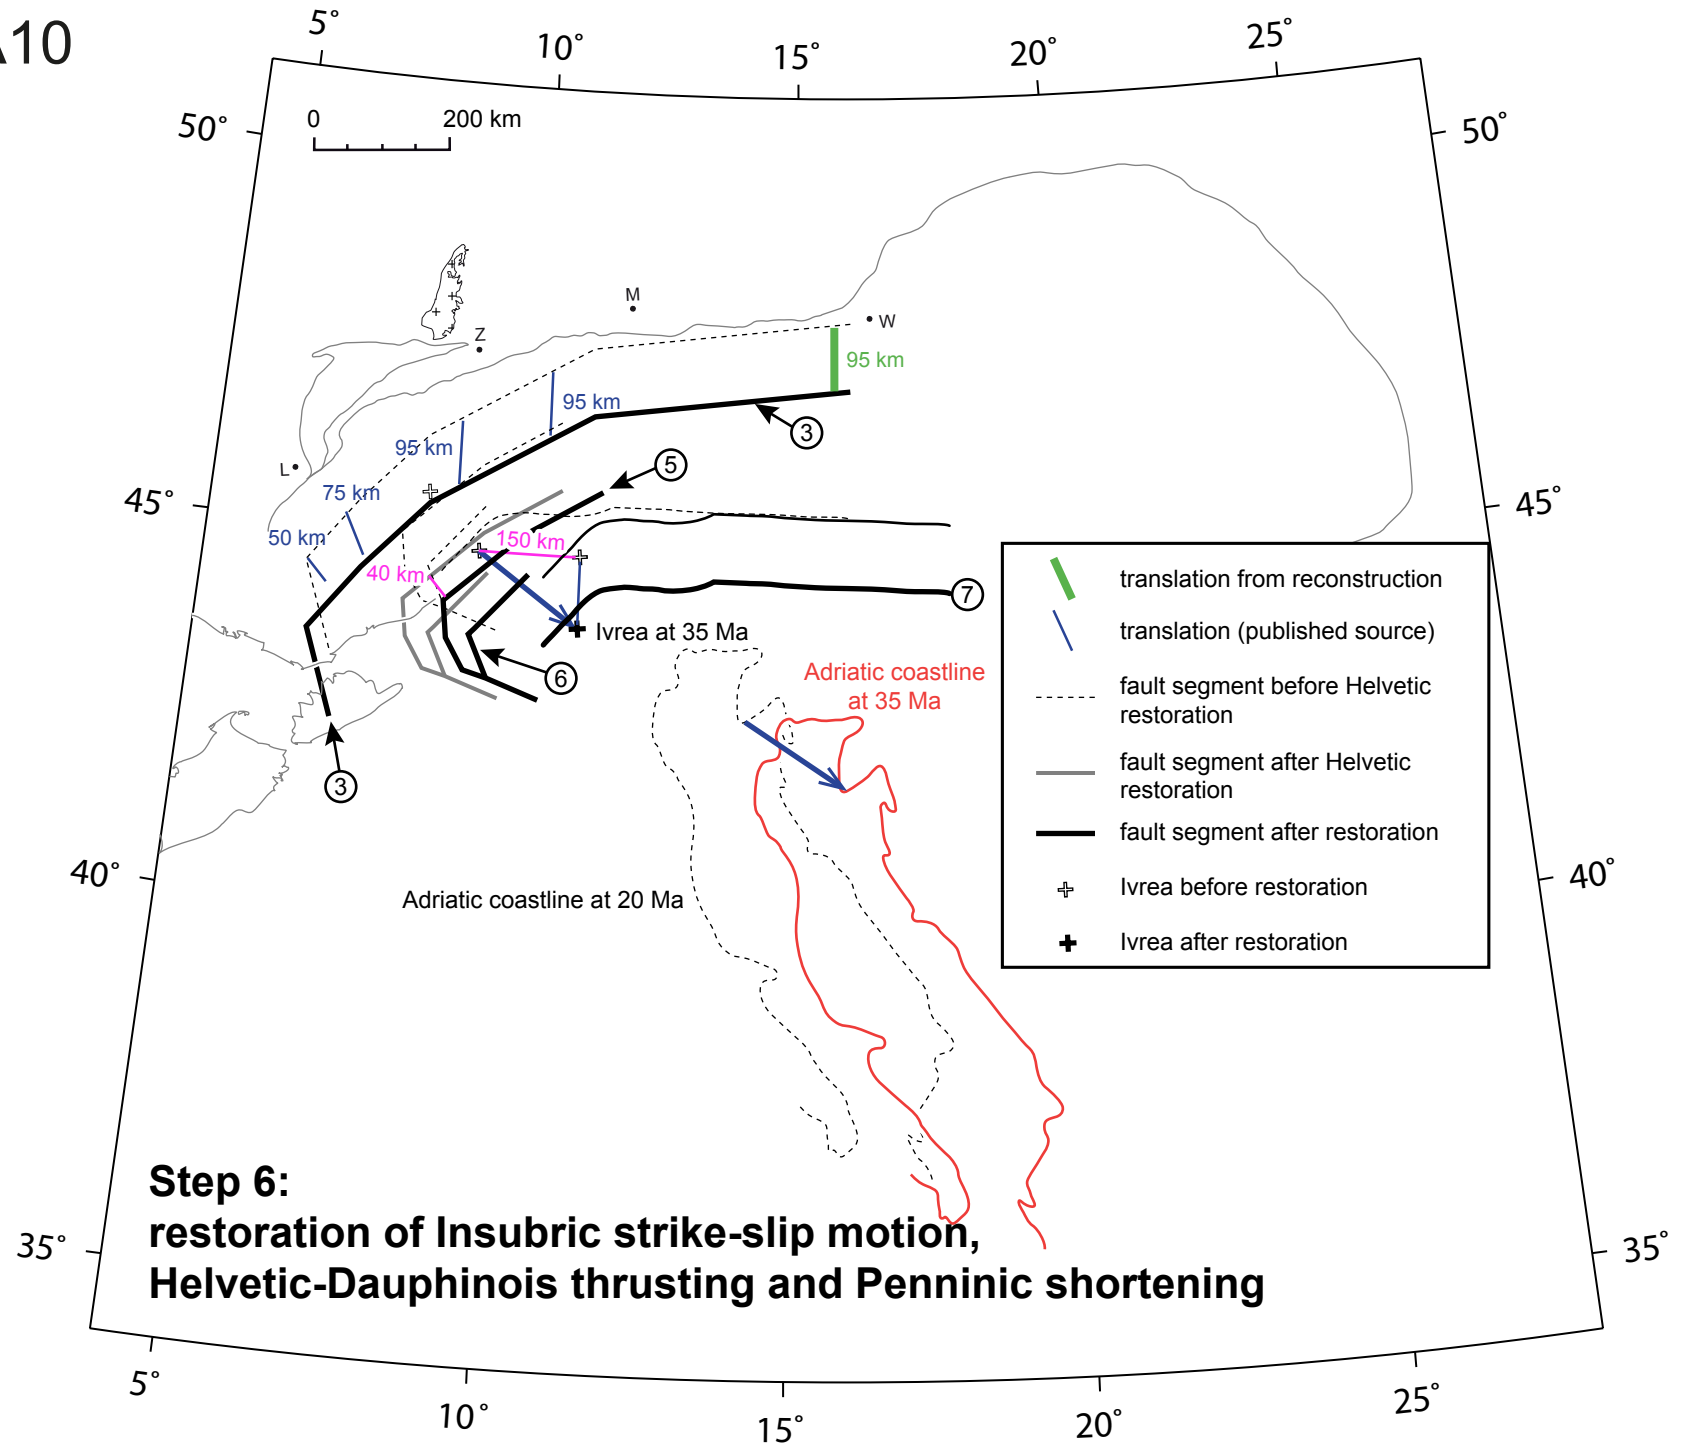 A10
5°
10°
15°
20°
25°
50°
50°
0
200 km
M
W
Z
95 km
95 km
3
95 km
L
5
75 km
45°
45°
50 km
150 km
40 km
7
translation from reconstruction
Ivrea at 35 Ma
translation (published source)
6
Adriatic coastline
at 35 Ma
fault segment before Helvetic
restoration
3
fault segment after Helvetic
restoration
fault segment after restoration
40°
40°
Adriatic coastline at 20 Ma
Ivrea before restoration
Ivrea after restoration
Step 6:
restoration of Insubric strike-slip motion,
Helvetic-Dauphinois thrusting and Penninic shortening
35°
35°
5°
10°
15°
20°
25°